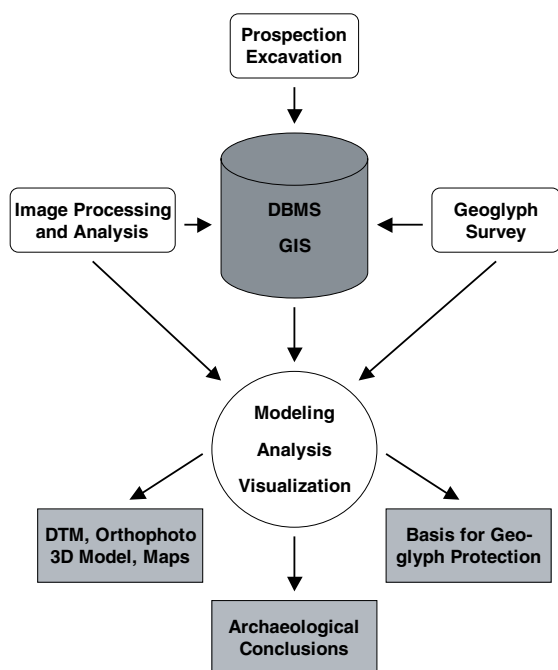 Prospection
Excavation
Image Processing
and Analysis
DBMS
GIS
Geoglyph
Survey
Modeling
Analysis
Visualization
DTM, Orthophoto
3D Model, Maps
Basis for Geo-
glyph Protection
Archaeological
Conclusions